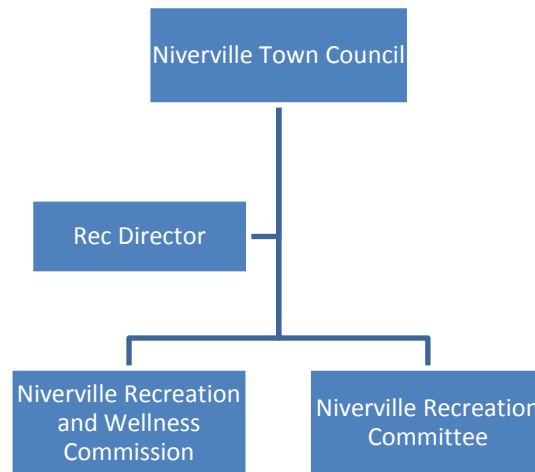 Niverville Town Council
Rec Director
Niverville Recreation
and Wellness
Commission
Niverville Recreation
Committee